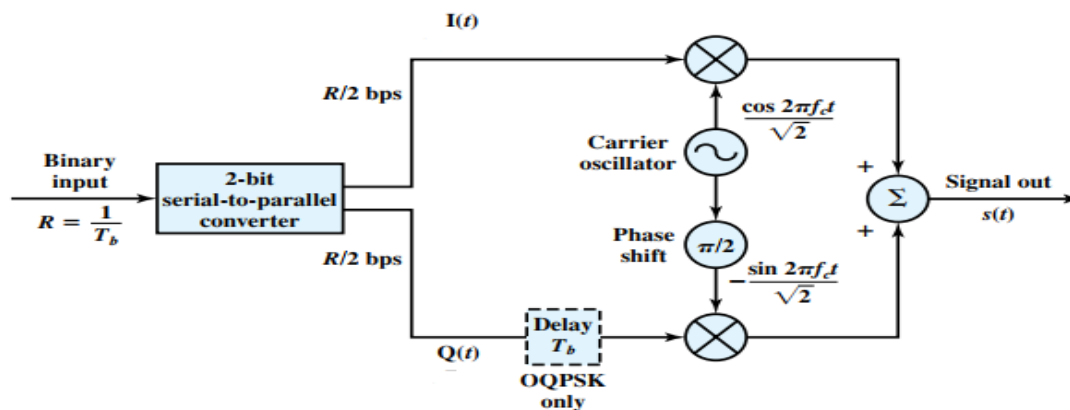 I(t)
R/2 bps
cos 2πf_ct
√2
Carrier
oscillator
Binary
input
2-bit
serial-to-parallel
converter
R = 1
T_b
+
Σ
Signal out
s(t)
+
Phase
shift
π/2
R/2 bps
− sin 2πf_ct
√2
Delay
T_b
Q(t)
OQPSK
only